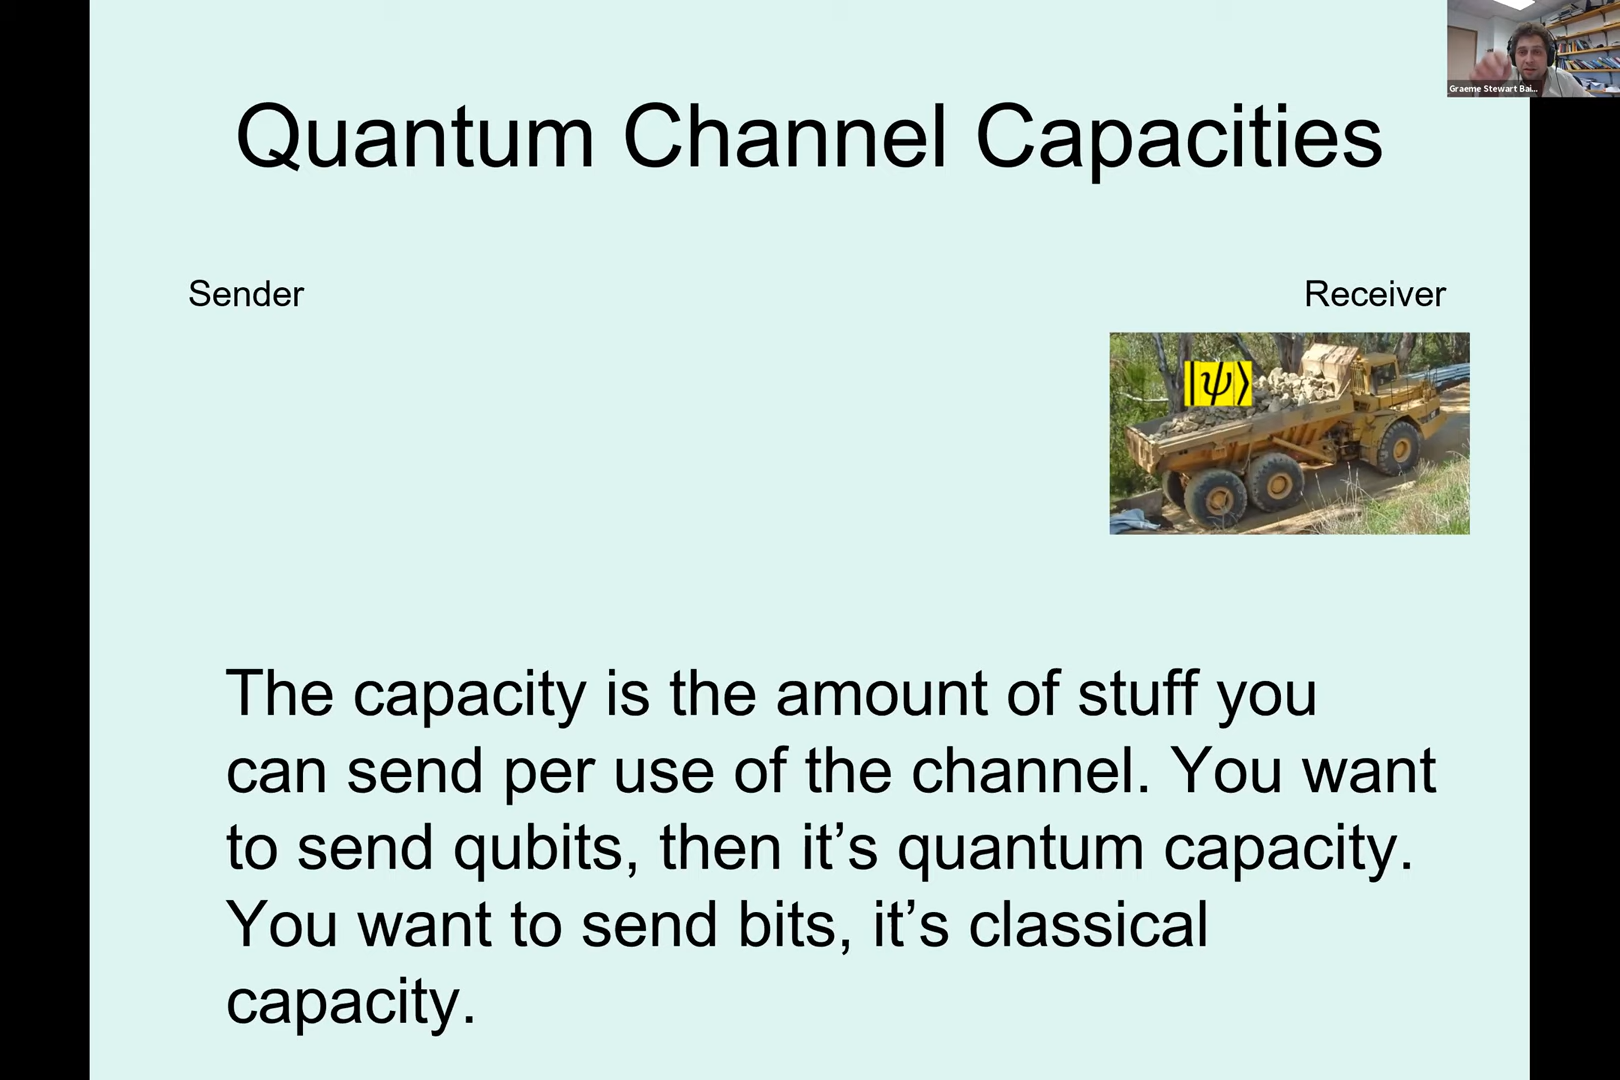 Graeme Stewart Bai...
Quantum Channel Capacities
Sender
Receiver
|ψ⟩
The capacity is the amount of stuff you
can send per use of the channel. You want
to send qubits, then it’s quantum capacity.
You want to send bits, it’s classical
capacity.